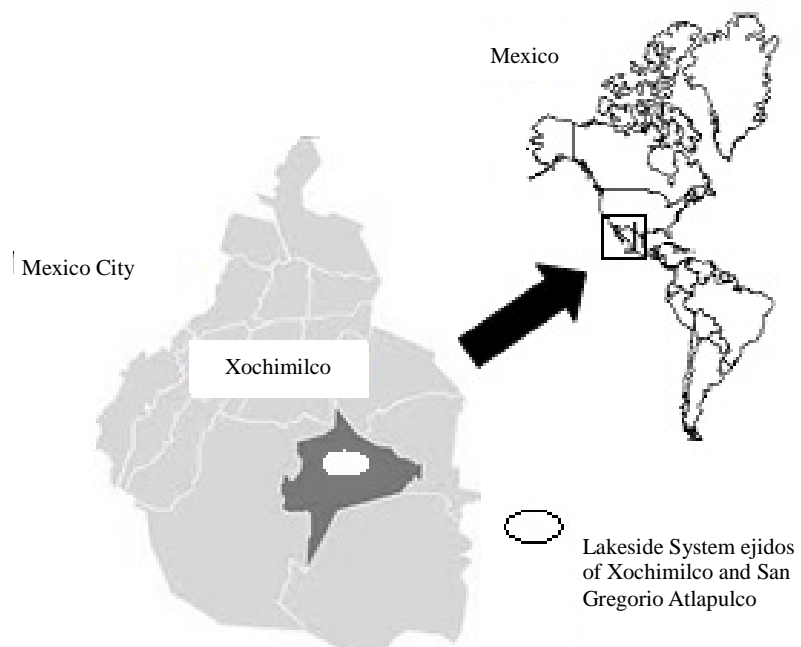 Mexico
Mexico City
Xochimilco
Lakeside System ejidos
of Xochimilco and San
Gregorio Atlapulco